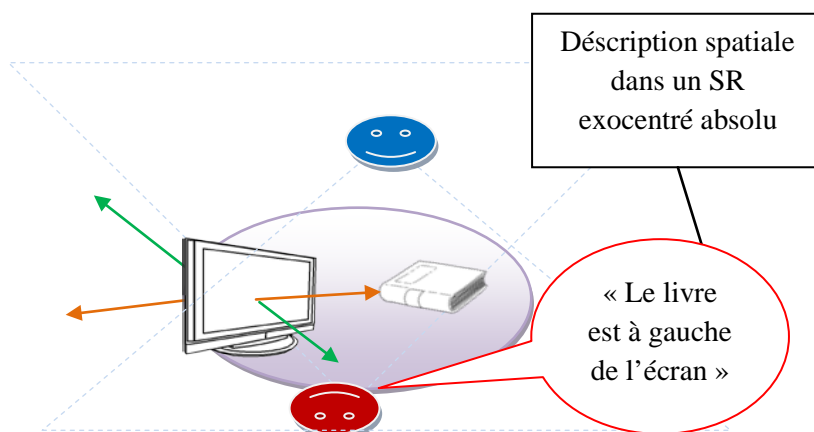 Déscription spatiale
dans un SR
exocentré absolu
« Le livre
est à gauche
de l'écran »